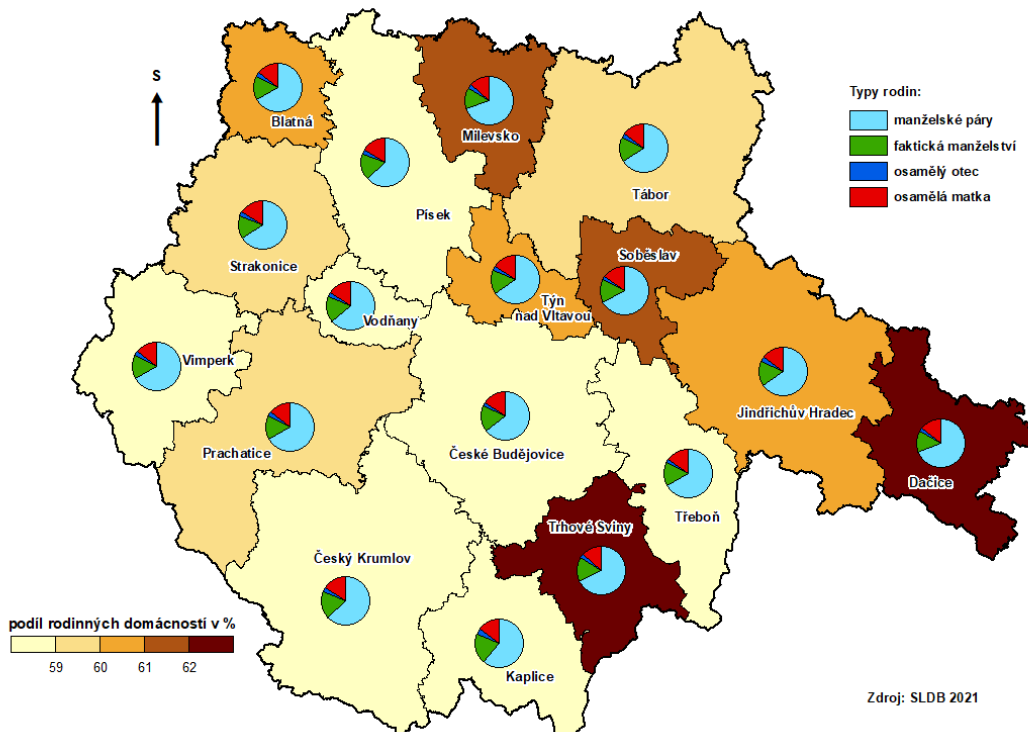 S
Typy rodin:
manželské páry
faktická manželství
osamělý otec
osamělá matka
Blatná
Milevsko
Tábor
Písek
Strakonice
Soběslav
Týn
nad Vltavou
Vodňany
Vimperk
Jindřichův Hradec
Prachatice
České Budějovice
Dačice
Třeboň
Trhové Sviny
Český Krumlov
Kaplice
podíl rodinných domácností v %
59 60 61 62
Zdroj: SLDB 2021